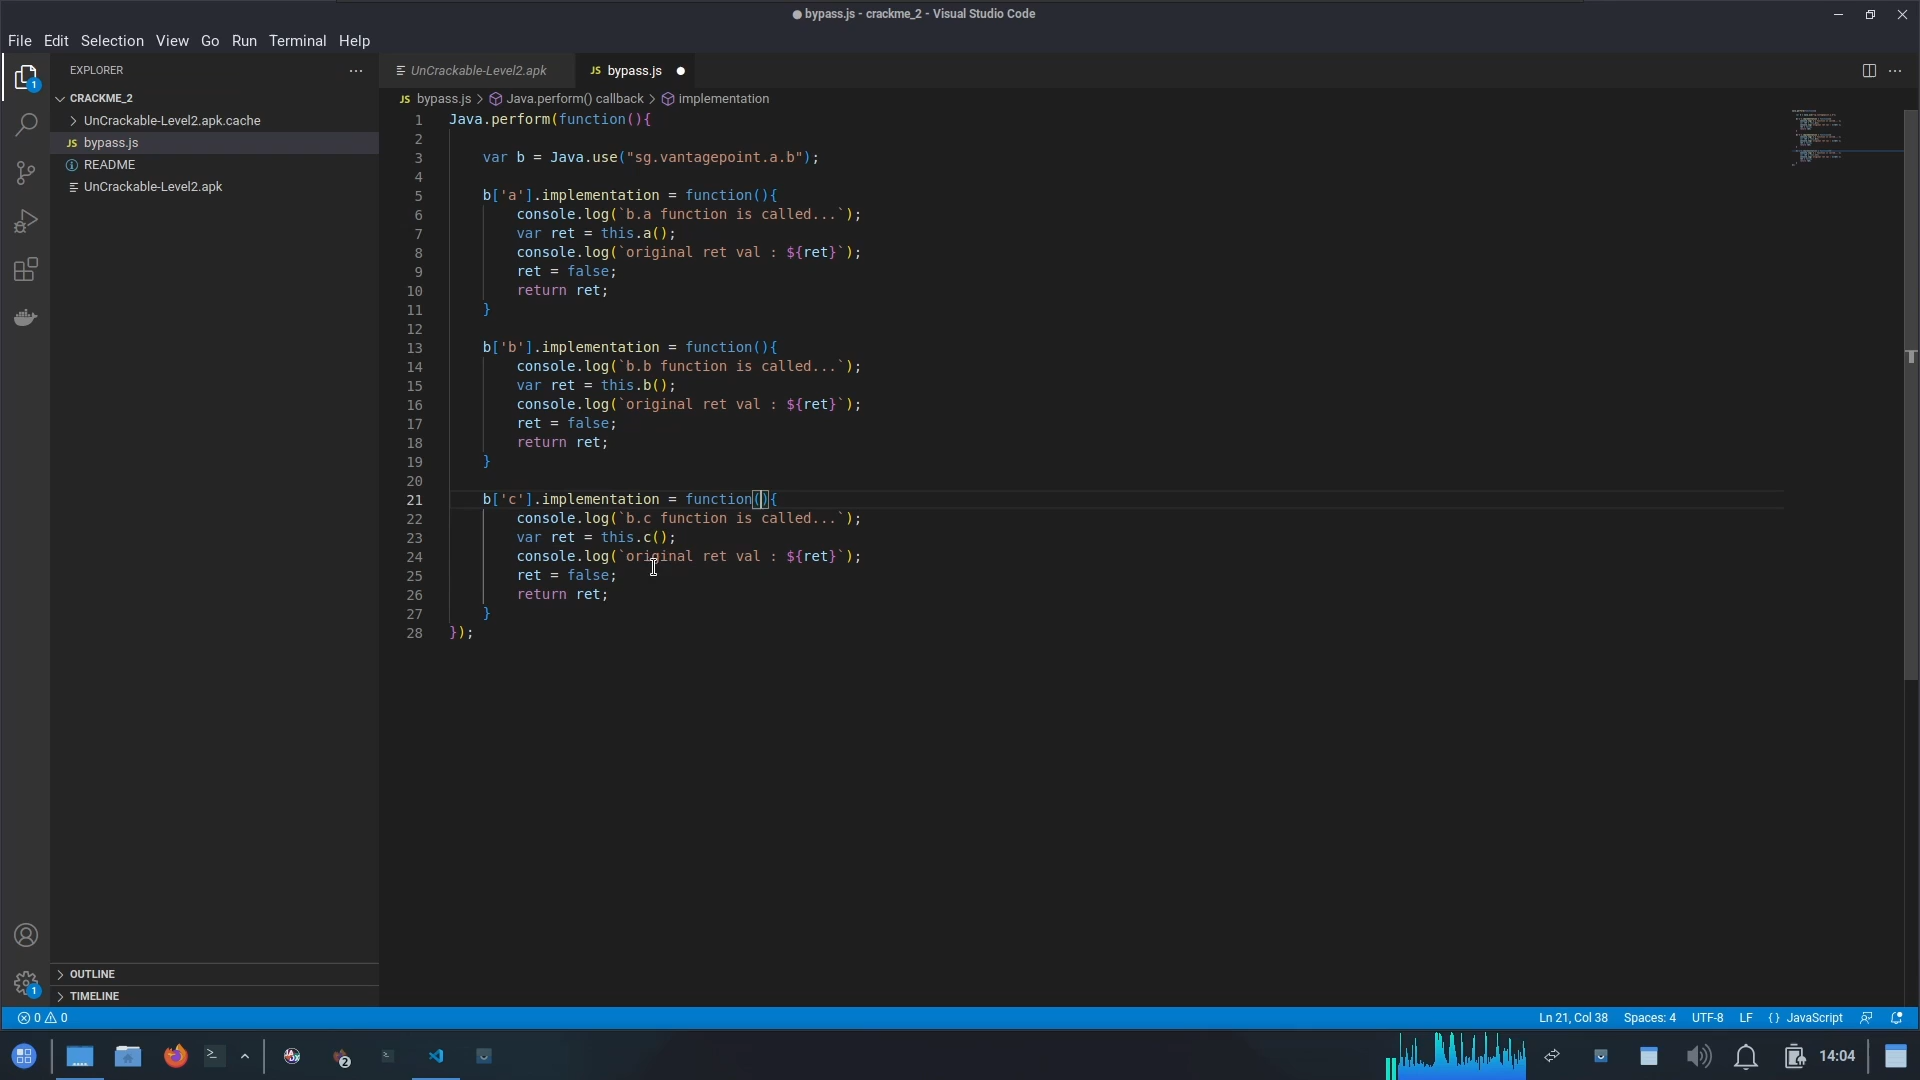 bypass.js - crackme_2 - Visual Studio Code
File Edit Selection View Go Run Terminal Help
EXPLORER
UnCrackable-Level2.apk
JS bypass.js
CRACKME_2
JS bypass.js > Java.perform() callback > implementation
UnCrackable-Level2.apk.cache
JS bypass.js
README
UnCrackable-Level2.apk
1 Java.perform(function(){
2
3 var b = Java.use("sg.vantagepoint.a.b");
4
5 b['a'].implementation = function(){
6 console.log(`b.a function is called...`);
7 var ret = this.a();
8 console.log(`original ret val : ${ret}`);
9 ret = false;
10 return ret;
11 }
12
13 b['b'].implementation = function(){
14 console.log(`b.b function is called...`);
15 var ret = this.b();
16 console.log(`original ret val : ${ret}`);
17 ret = false;
18 return ret;
19 }
20
21 b['c'].implementation = function(){
22 console.log(`b.c function is called...`);
23 var ret = this.c();
24 console.log(`original ret val : ${ret}`);
25 ret = false;
26 return ret;
27 }
28 });
1
1
OUTLINE
TIMELINE
0 0
Ln 21, Col 38 Spaces: 4 UTF-8 LF {} JavaScript
2
14:04